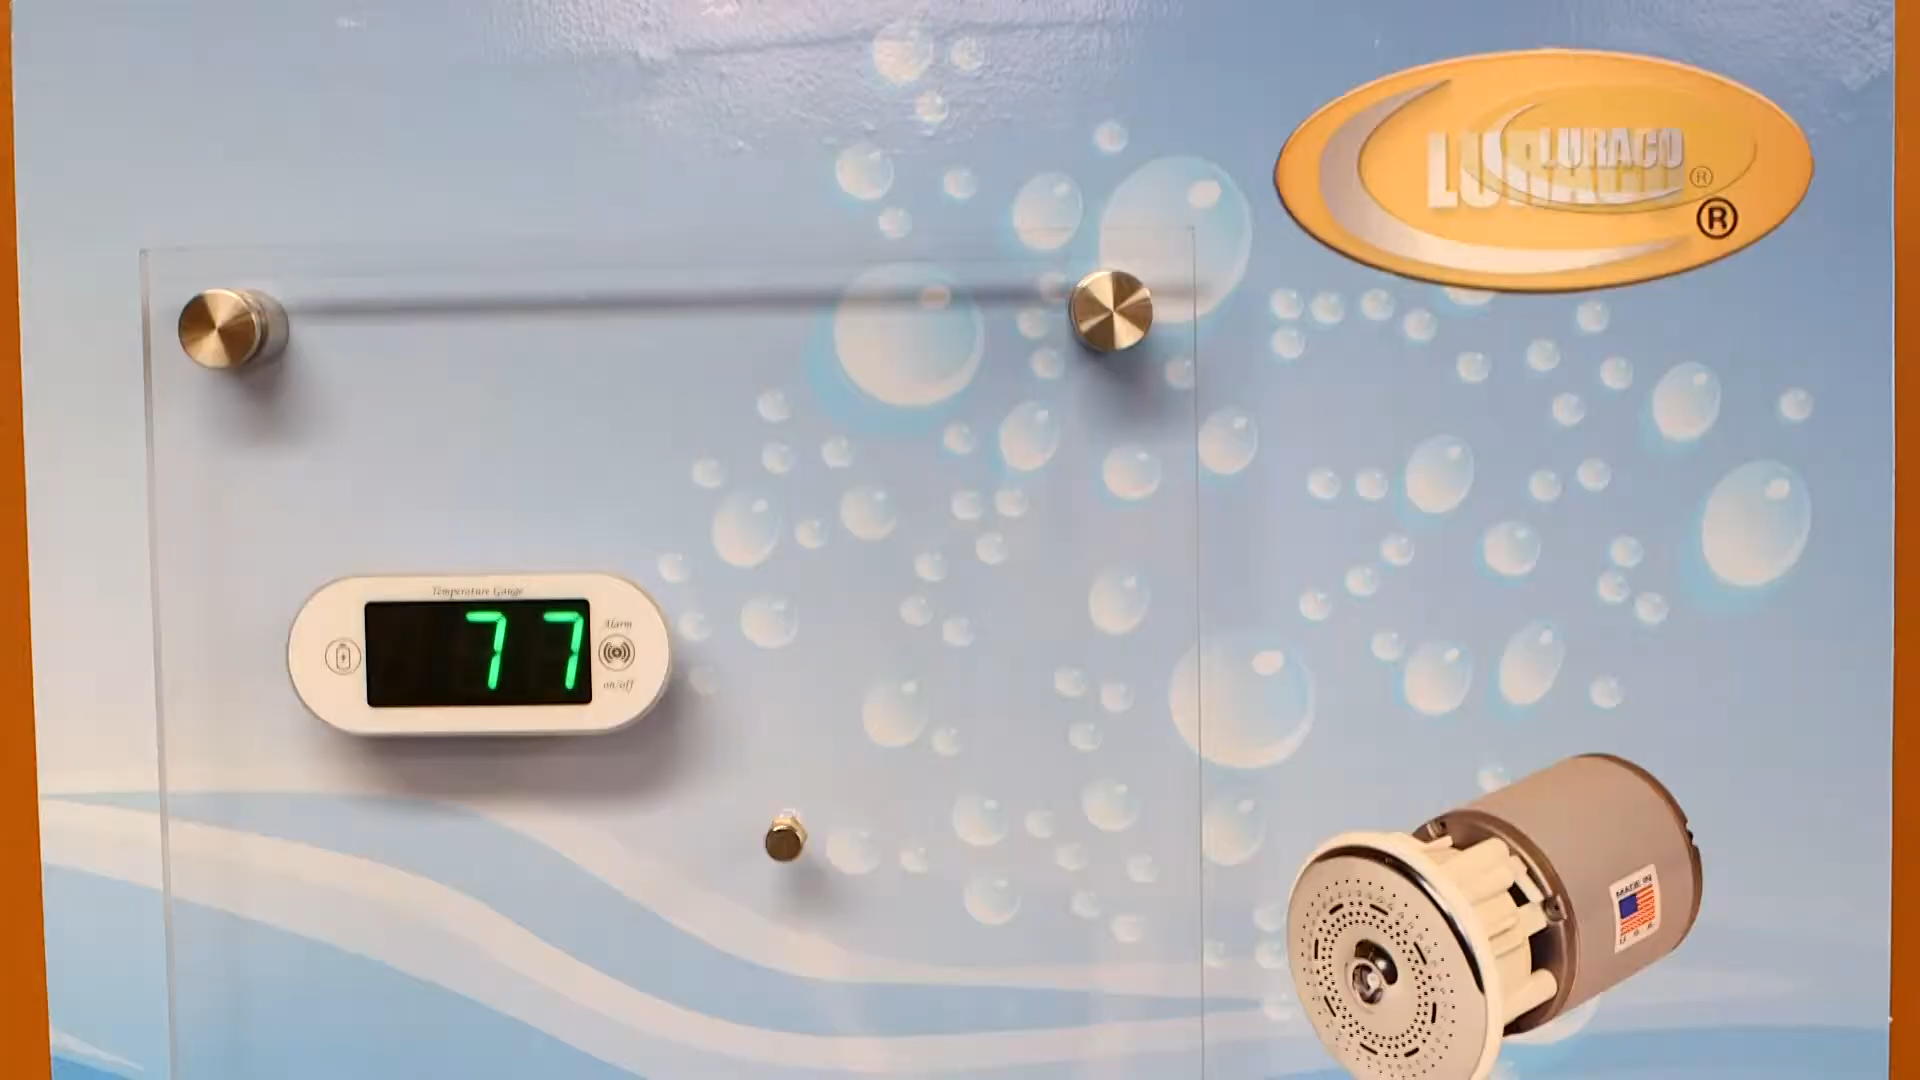 LURACO ®
LURACO ®
Temperature Gauge
77
Alarm
on/off
MADE IN
U S A